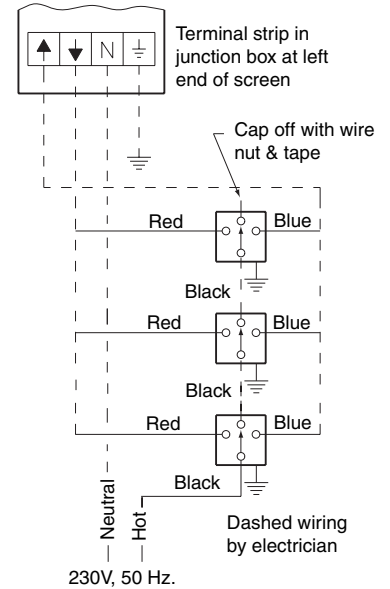 Terminal strip in
junction box at left
end of screen
N
Cap off with wire
nut & tape
Red
Blue
Black
Red
Blue
Black
Red
Blue
Black
Neutral
Hot
Dashed wiring
by electrician
230V, 50 Hz.